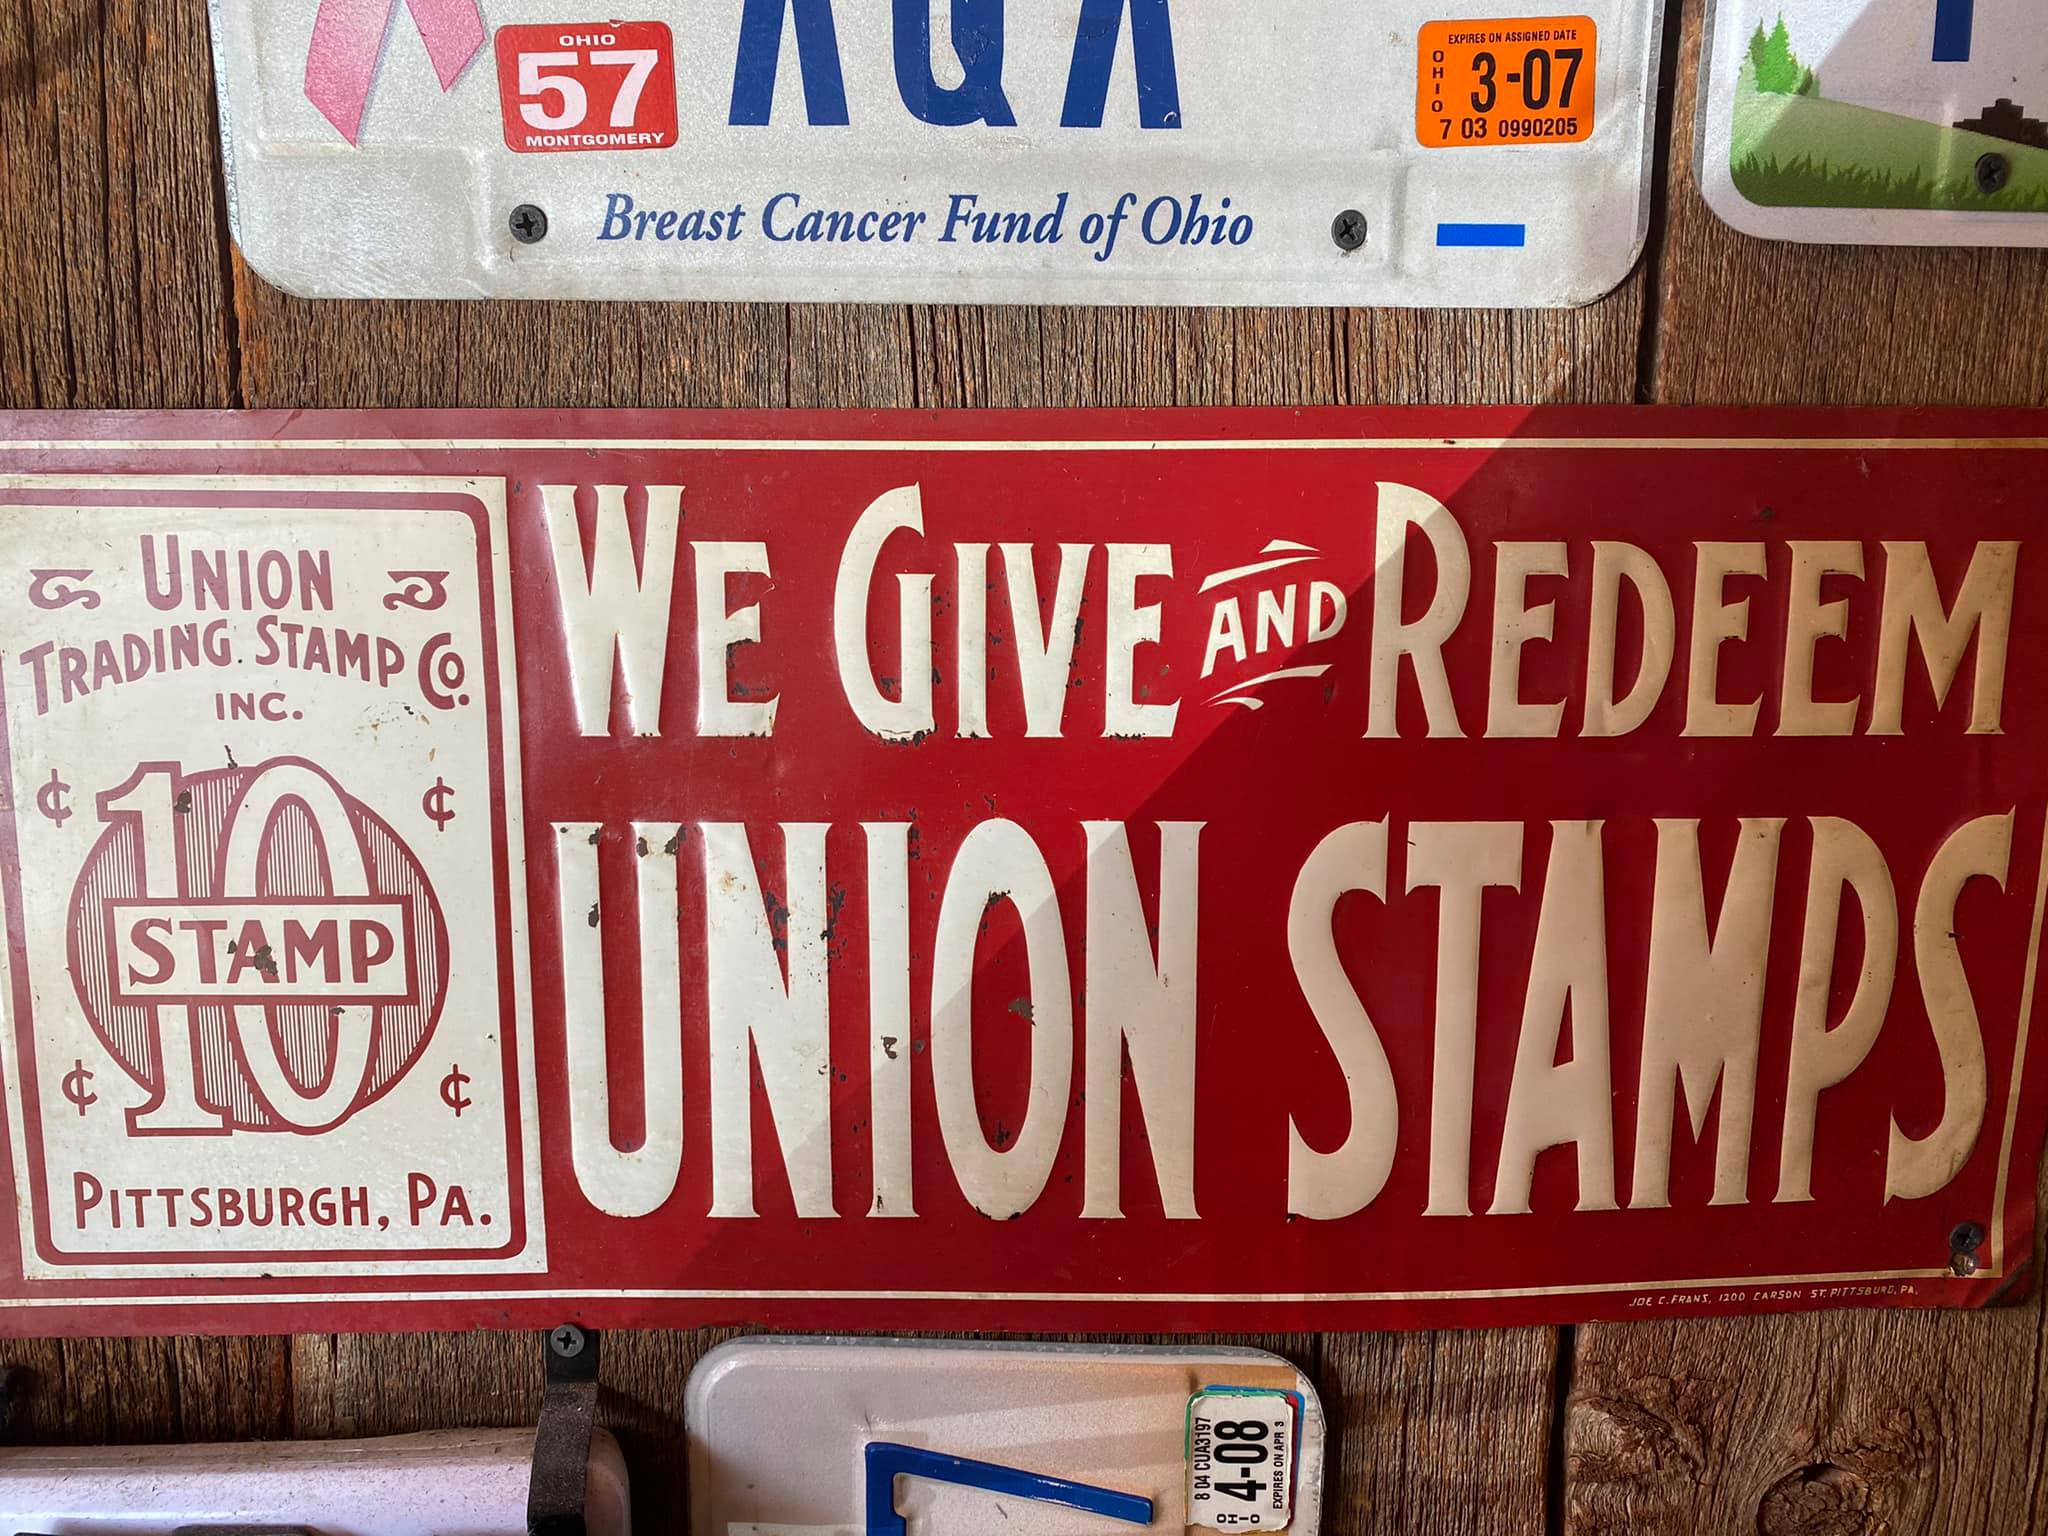 OHIO
57
MONTGOMERY
EXPIRES ON ASSIGNED DATE
OHIO
3-07
7 03 0990205
Breast Cancer Fund of Ohio
UNION
TRADING STAMP CO.
INC.
¢ ¢
10
STAMP
¢ ¢
PITTSBURGH, PA.
WE GIVE AND REDEEM
UNION STAMPS
JOE C. FRANS, 1200 CARSON ST. PITTSBURG, PA.
8 04 CUA3197
OHIO
4-08
EXPIRES ON APR 3